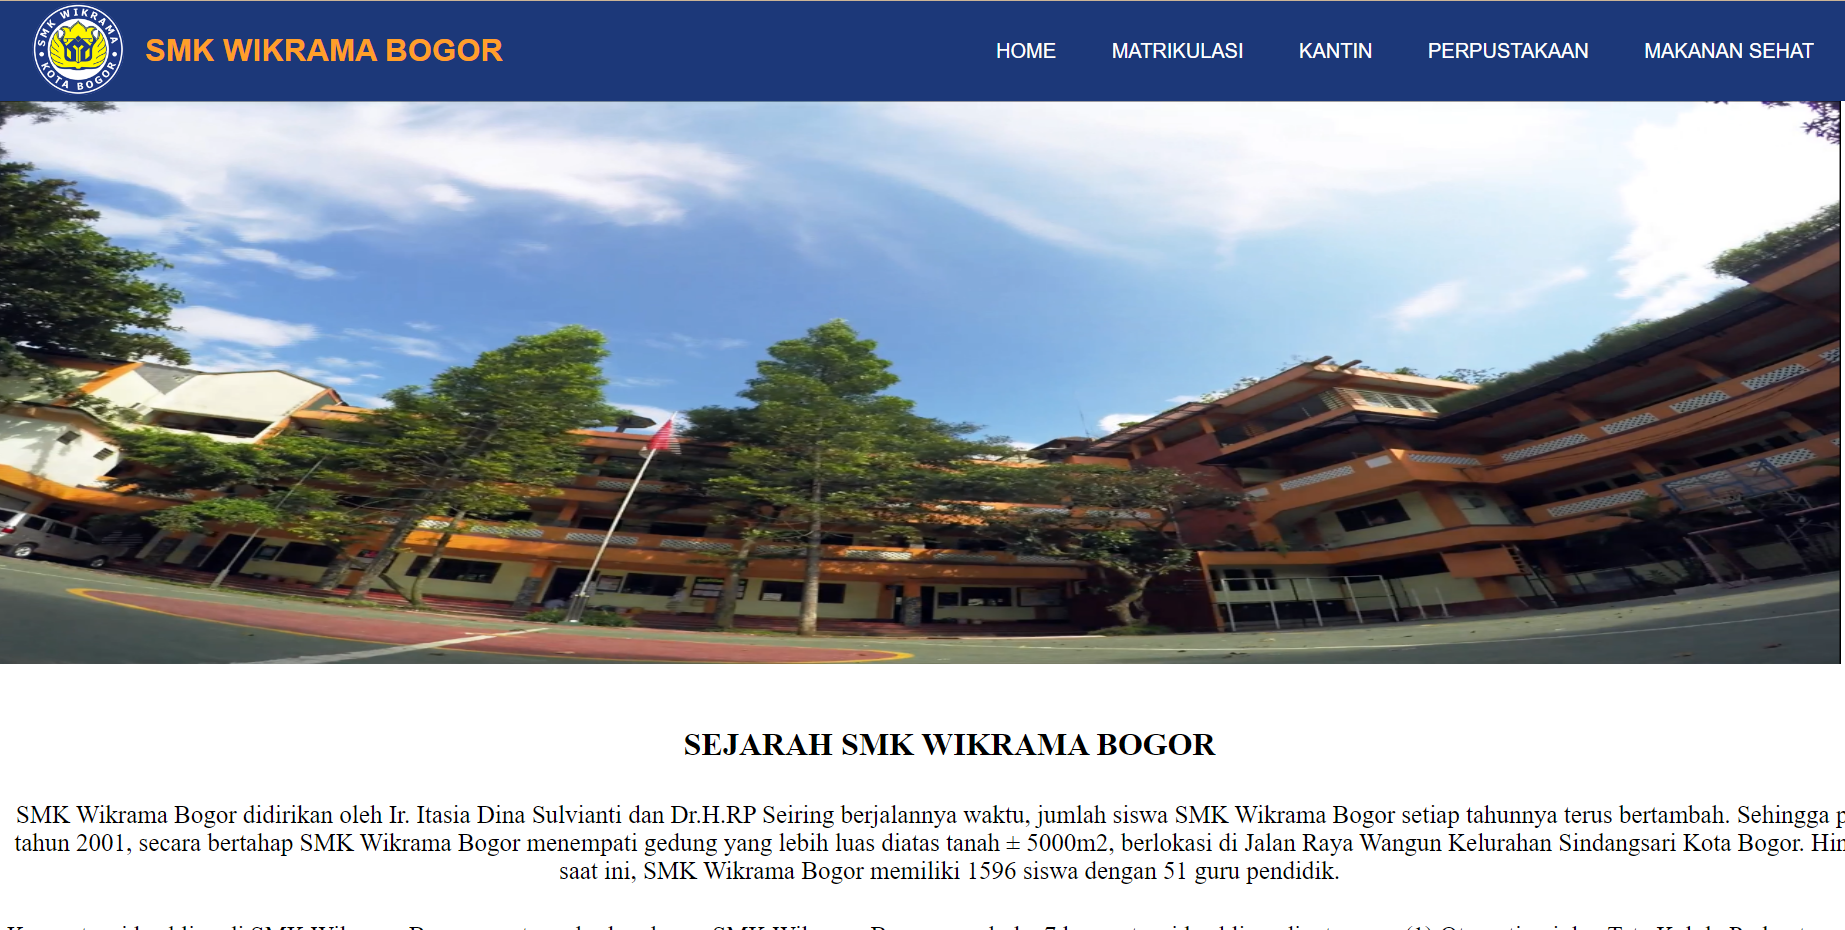 SMK WIKRAMA
KOTA BOGOR
SMK WIKRAMA BOGOR
HOME
MATRIKULASI
KANTIN
PERPUSTAKAAN
MAKANAN SEHAT
SEJARAH SMK WIKRAMA BOGOR
SMK Wikrama Bogor didirikan oleh Ir. Itasia Dina Sulvianti dan Dr.H.RP Seiring berjalannya waktu, jumlah siswa SMK Wikrama Bogor setiap tahunnya terus bertambah. Sehingga
tahun 2001, secara bertahap SMK Wikrama Bogor menempati gedung yang lebih luas diatas tanah ± 5000m2, berlokasi di Jalan Raya Wangun Kelurahan Sindangsari Kota Bogor.
saat ini, SMK Wikrama Bogor memiliki 1596 siswa dengan 51 guru pendidik.